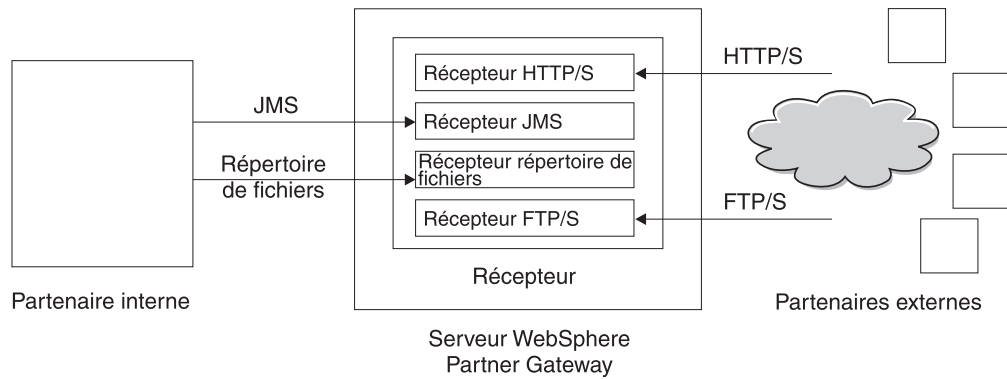 Récepteur HTTP/S
HTTP/S
JMS
Récepteur JMS
Répertoire
de fichiers
Récepteur répertoire de
fichiers
Récepteur FTP/S
FTP/S
Récepteur
Partenaire interne
Partenaires externes
Serveur WebSphere
Partner Gateway